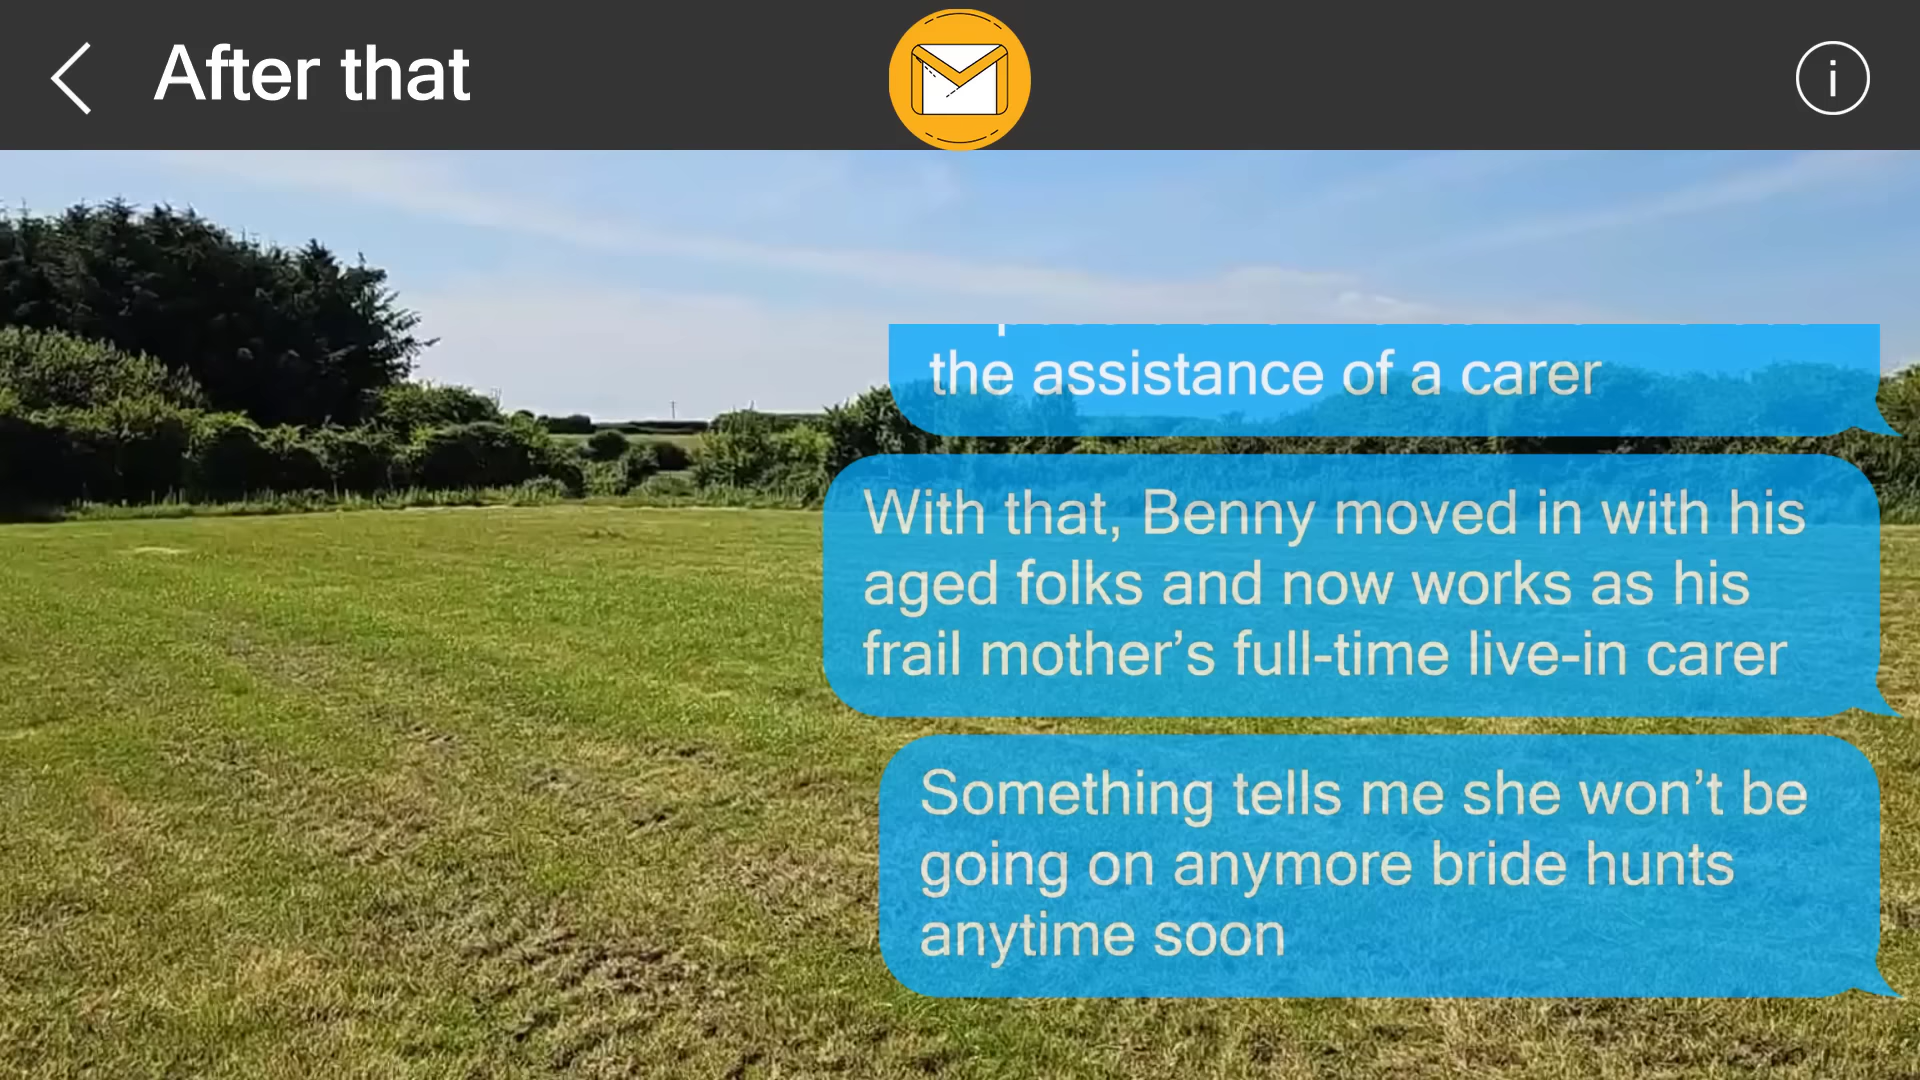 After that
the assistance of a carer
With that, Benny moved in with his
aged folks and now works as his
frail mother’s full-time live-in carer
Something tells me she won’t be
going on anymore bride hunts
anytime soon